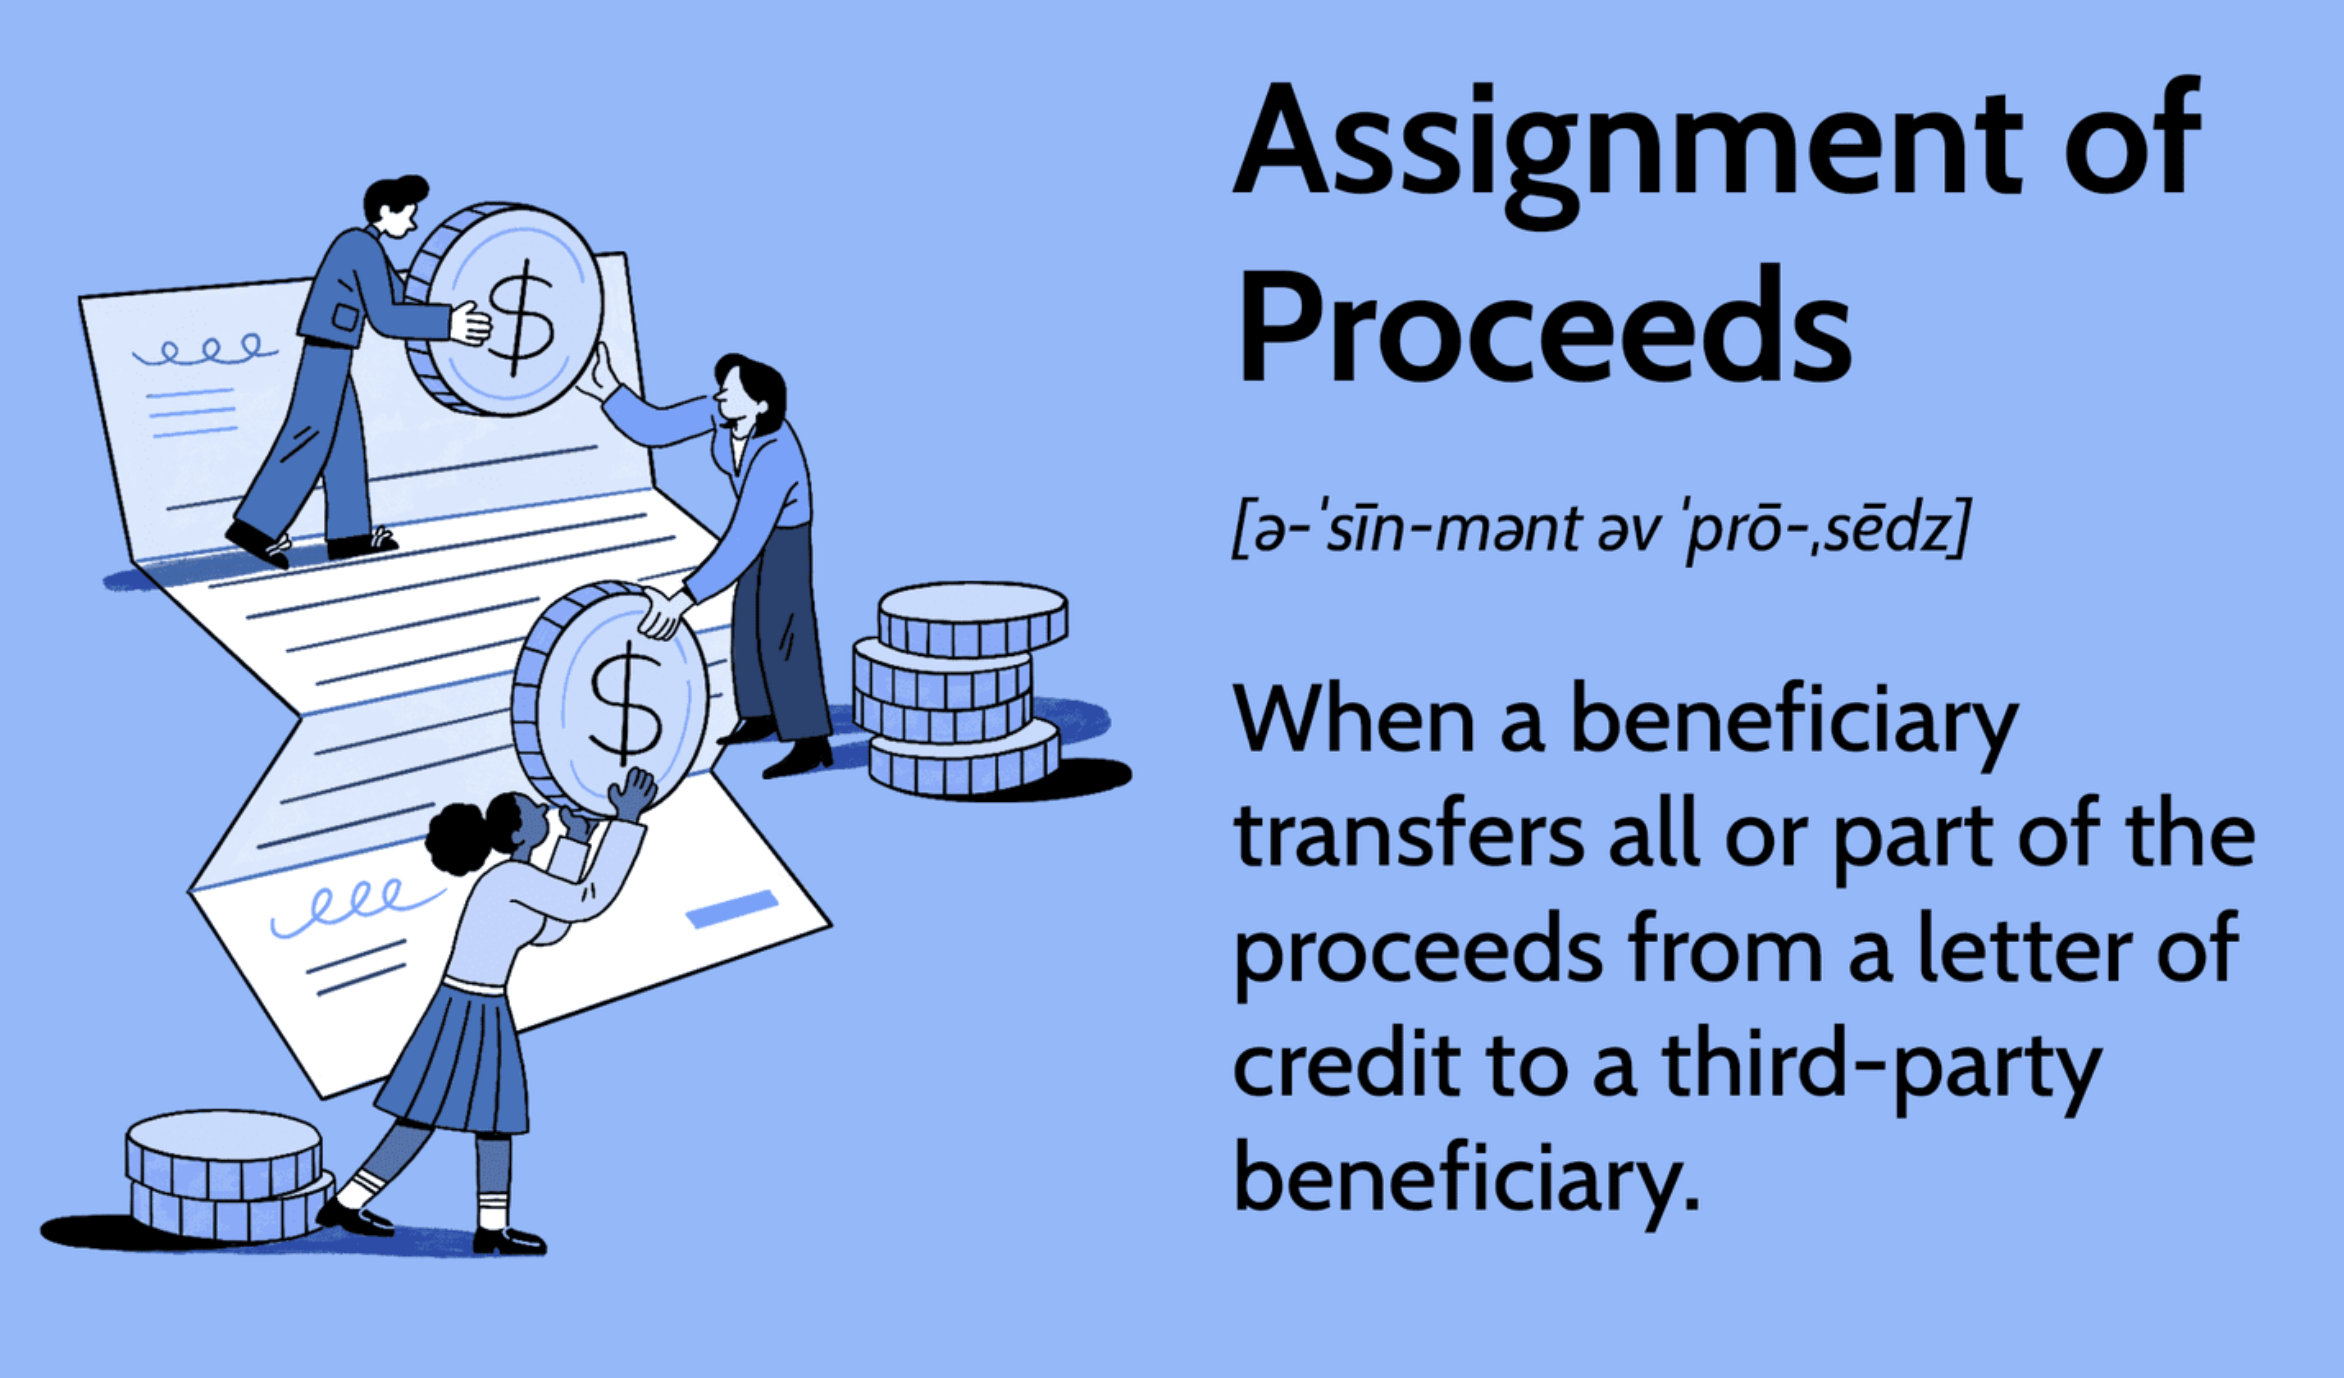 Assignment of
Proceeds
[ə-ˈsīn-mənt əv ˈprō-ˌsēdz]
When a beneficiary
transfers all or part of the
proceeds from a letter of
credit to a third-party
beneficiary.
$
$